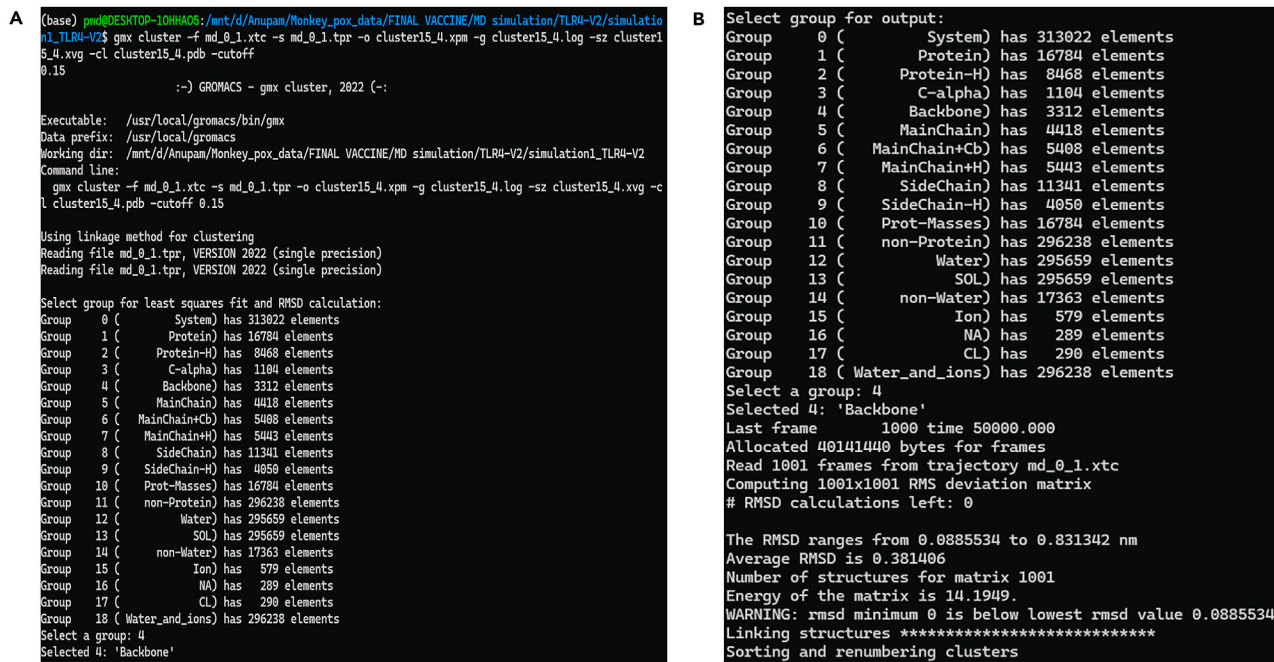 A
(base) pwd@DESKTOP-1OHHAO5:/mnt/d/Anupam/Monkey_pox_data/FINAL VACCINE/MD simulation/TLR4-V2/simulatio
n1_TLR4-V2$ gmx cluster -f md_0_1.xtc -s md_0_1.tpr -o cluster15_4.xpm -g cluster15_4.log -sz cluster1
5_4.xvg -cl cluster15_4.pdb -cutoff
0.15
:-) GROMACS - gmx cluster, 2022 (-:
Executable: /usr/local/gromacs/bin/gmx
Data prefix: /usr/local/gromacs
Working dir: /mnt/d/Anupam/Monkey_pox_data/FINAL VACCINE/MD simulation/TLR4-V2/simulation1_TLR4-V2
Command line:
gmx cluster -f md_0_1.xtc -s md_0_1.tpr -o cluster15_4.xpm -g cluster15_4.log -sz cluster15_4.xvg -c
l cluster15_4.pdb -cutoff 0.15
Using linkage method for clustering
Reading file md_0_1.tpr, VERSION 2022 (single precision)
Reading file md_0_1.tpr, VERSION 2022 (single precision)
Select group for least squares fit and RMSD calculation:
Group 0 ( System) has 313022 elements
Group 1 ( Protein) has 16784 elements
Group 2 ( Protein-H) has 8468 elements
Group 3 ( C-alpha) has 1104 elements
Group 4 ( Backbone) has 3312 elements
Group 5 ( MainChain) has 4418 elements
Group 6 ( MainChain+Cb) has 5408 elements
Group 7 ( MainChain+H) has 5443 elements
Group 8 ( SideChain) has 11341 elements
Group 9 ( SideChain-H) has 4050 elements
Group 10 ( Prot-Masses) has 16784 elements
Group 11 ( non-Protein) has 296238 elements
Group 12 ( Water) has 295659 elements
Group 13 ( SOL) has 295659 elements
Group 14 ( non-Water) has 17363 elements
Group 15 ( Ion) has 579 elements
Group 16 ( NA) has 289 elements
Group 17 ( CL) has 290 elements
Group 18 ( Water_and_ions) has 296238 elements
Select a group: 4
Selected 4: 'Backbone'
B
Select group for output:
Group 0 ( System) has 313022 elements
Group 1 ( Protein) has 16784 elements
Group 2 ( Protein-H) has 8468 elements
Group 3 ( C-alpha) has 1104 elements
Group 4 ( Backbone) has 3312 elements
Group 5 ( MainChain) has 4418 elements
Group 6 ( MainChain+Cb) has 5408 elements
Group 7 ( MainChain+H) has 5443 elements
Group 8 ( SideChain) has 11341 elements
Group 9 ( SideChain-H) has 4050 elements
Group 10 ( Prot-Masses) has 16784 elements
Group 11 ( non-Protein) has 296238 elements
Group 12 ( Water) has 295659 elements
Group 13 ( SOL) has 295659 elements
Group 14 ( non-Water) has 17363 elements
Group 15 ( Ion) has 579 elements
Group 16 ( NA) has 289 elements
Group 17 ( CL) has 290 elements
Group 18 ( Water_and_ions) has 296238 elements
Select a group: 4
Selected 4: 'Backbone'
Last frame 1000 time 50000.000
Allocated 40141440 bytes for frames
Read 1001 frames from trajectory md_0_1.xtc
Computing 1001x1001 RMS deviation matrix
# RMSD calculations left: 0
The RMSD ranges from 0.0885534 to 0.831342 nm
Average RMSD is 0.381406
Number of structures for matrix 1001
Energy of the matrix is 14.1949.
WARNING: rmsd minimum 0 is below lowest rmsd value 0.0885534
Linking structures ****************************
Sorting and renumbering clusters